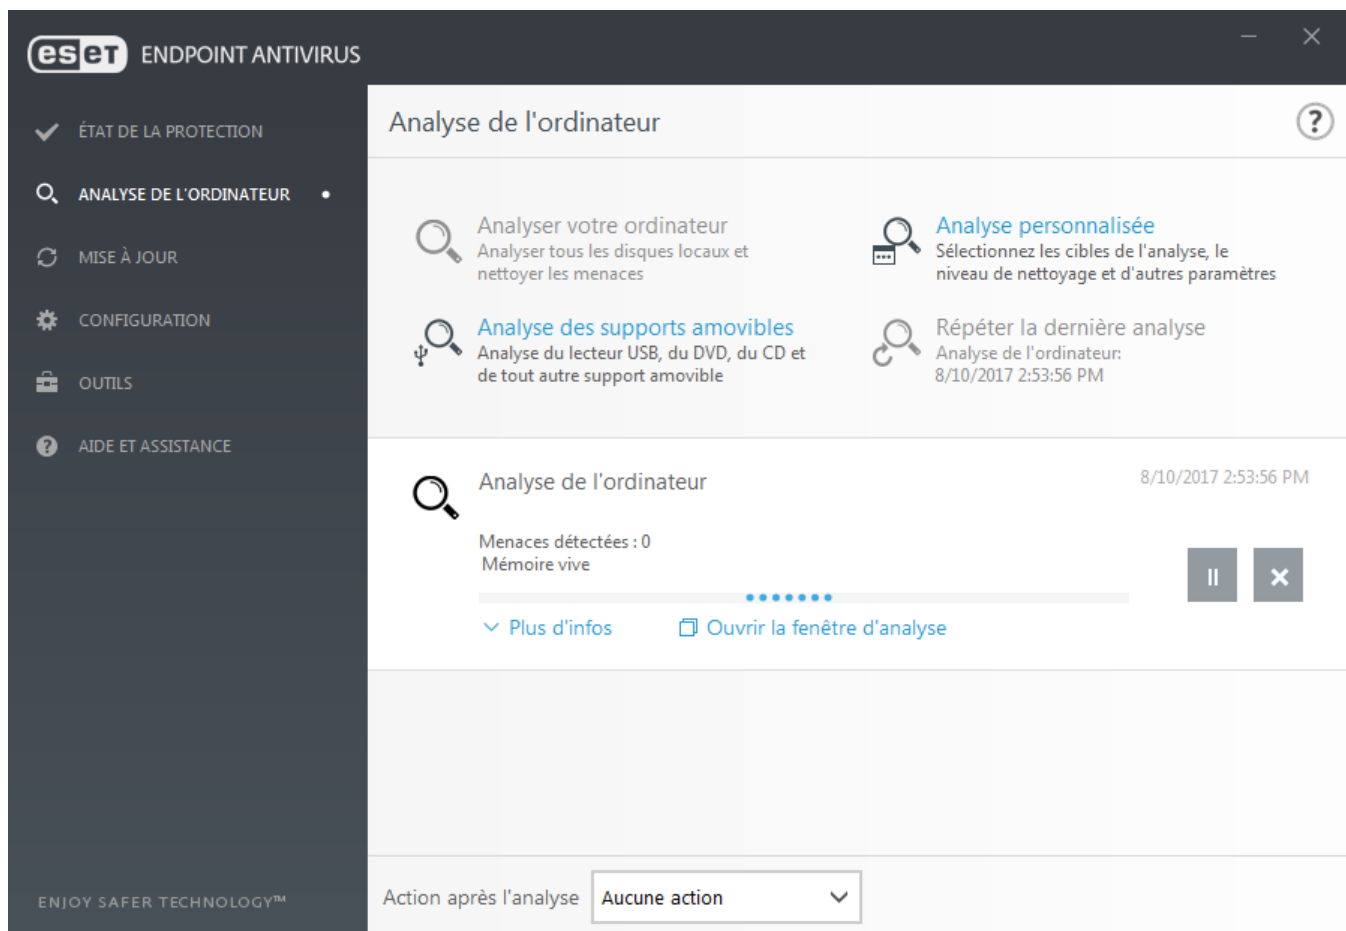 eset ENDPOINT ANTIVIRUS
ÉTAT DE LA PROTECTION
ANALYSE DE L'ORDINATEUR
MISE À JOUR
CONFIGURATION
OUTILS
AIDE ET ASSISTANCE
ENJOY SAFER TECHNOLOGY™
Analyse de l'ordinateur
?
Analyser votre ordinateur
Analyser tous les disques locaux et
nettoyer les menaces
Analyse personnalisée
Sélectionnez les cibles de l'analyse, le
niveau de nettoyage et d'autres paramètres
Analyse des supports amovibles
Analyse du lecteur USB, du DVD, du CD et
de tout autre support amovible
Répéter la dernière analyse
Analyse de l'ordinateur:
8/10/2017 2:53:56 PM
Analyse de l'ordinateur
8/10/2017 2:53:56 PM
Menaces détectées : 0
Mémoire vive
Plus d'infos
Ouvrir la fenêtre d'analyse
Action après l'analyse
Aucune action